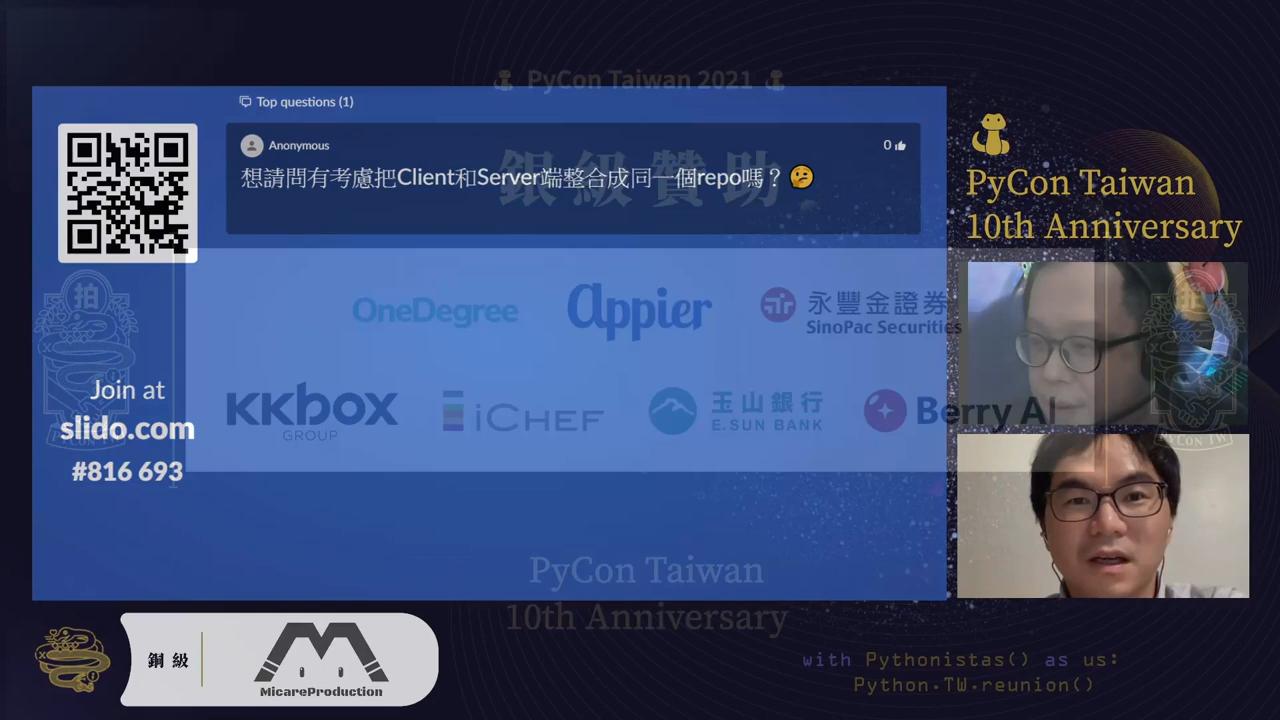 PyCon Taiwan 2021
Top questions (1)
Anonymous
0
想請問有考慮把Client和Server端整合成同一個repo嗎？🤔
銀級贊助
PyCon Taiwan
10th Anniversary
OneDegree
Appier
永豐金證券
SinoPac Securities
KKBOX
GROUP
iCHEF
玉山銀行
E.SUN BANK
Berry AI
拍
PyCon TW
Join at
slido.com
#816 693
PyCon Taiwan
10th Anniversary
銅級
MicareProduction
with Pythonistas() as us:
Python.TW.reunion()